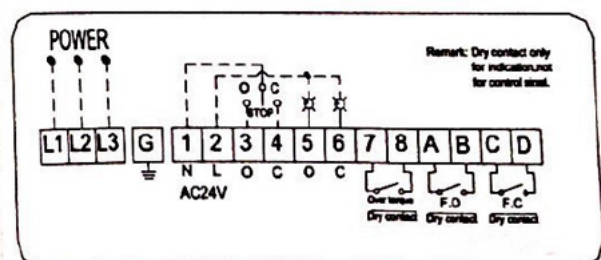 POWER
Remark: Dry contact only
for indication,not
for control sinal.
O C
STOP
L1 L2 L3 G 1 2 3 4 5 6 7 8 A B C D
N L O C O C
AC24V
Over torque F.O F.C
Dry contact Dry contact Dry contact